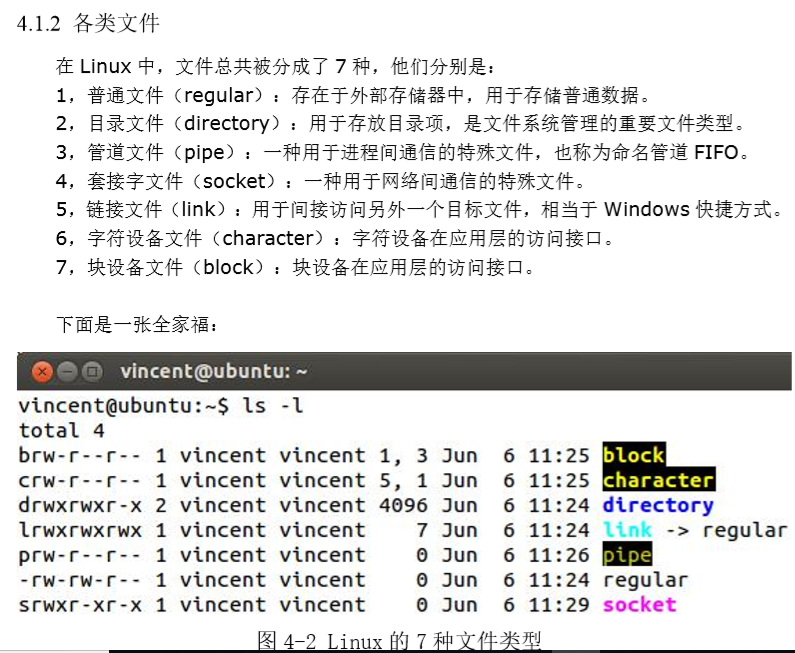 4.1.2 各类文件
在 Linux 中，文件总共被分成了 7 种，他们分别是：
1，普通文件（regular）：存在于外部存储器中，用于存储普通数据。
2，目录文件（directory）：用于存放目录项，是文件系统管理的重要文件类型。
3，管道文件（pipe）：一种用于进程间通信的特殊文件，也称为命名管道 FIFO。
4，套接字文件（socket）：一种用于网络间通信的特殊文件。
5，链接文件（link）：用于间接访问另外一个目标文件，相当于 Windows 快捷方式。
6，字符设备文件（character）：字符设备在应用层的访问接口。
7，块设备文件（block）：块设备在应用层的访问接口。
下面是一张全家福：
vincent@ubuntu: ~
vincent@ubuntu:~$ ls -l
total 4
brw-r--r-- 1 vincent vincent 1, 3 Jun  6 11:25 block
crw-r--r-- 1 vincent vincent 5, 1 Jun  6 11:25 character
drwxrwxr-x 2 vincent vincent 4096 Jun  6 11:24 directory
lrwxrwxrwx 1 vincent vincent    7 Jun  6 11:24 link -> regular
prw-r--r-- 1 vincent vincent    0 Jun  6 11:26 pipe
-rw-rw-r-- 1 vincent vincent    0 Jun  6 11:24 regular
srwxr-xr-x 1 vincent vincent    0 Jun  6 11:29 socket
图 4-2 Linux 的 7 种文件类型